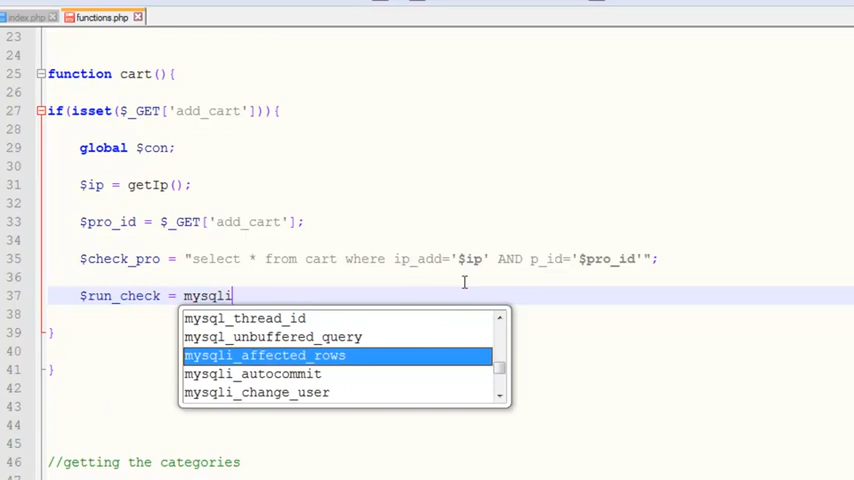 index.php functions.php
23
24
25 function cart(){
26
27 if(isset($_GET['add_cart'])){
28
29 global $con;
30
31 $ip = getIp();
32
33 $pro_id = $_GET['add_cart'];
34
35 $check_pro = "select * from cart where ip_add='$ip' AND p_id='$pro_id'";
36
37 $run_check = mysqli
38
mysql_thread_id
39 }
mysql_unbuffered_query
40
mysqli_affected_rows
41 }
mysqli_autocommit
42
mysqli_change_user
43
44
45
46 //getting the categories
47